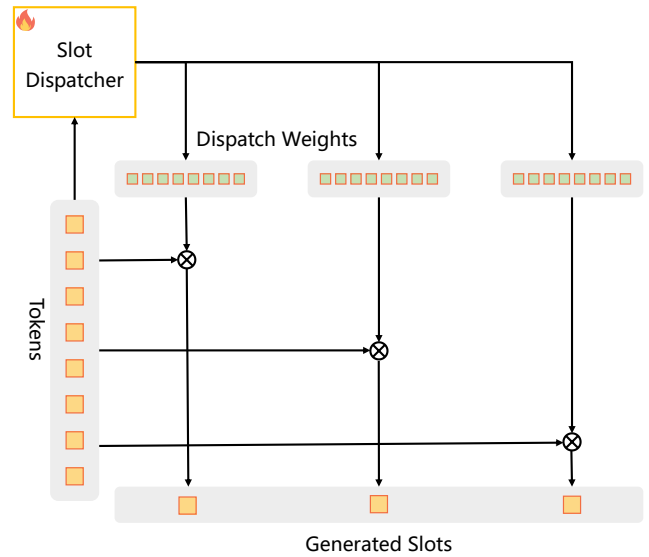 Slot
Dispatcher
Dispatch Weights
Tokens
Generated Slots